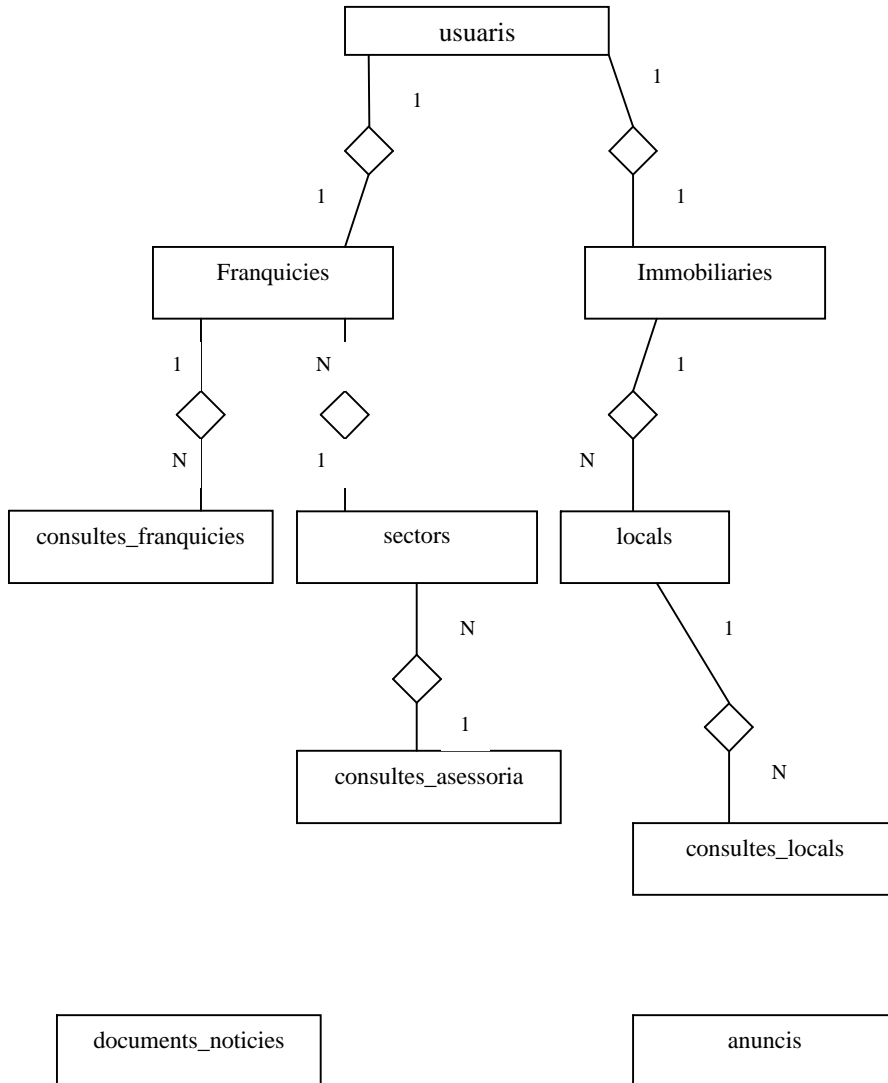 usuaris
1
1
1
1
Franquicies
Immobiliaries
1
N
1
N
1
N
consultes_franquicies
sectors
locals
N
1
1
consultes_asessoria
N
consultes_locals
documents_noticies
anuncis